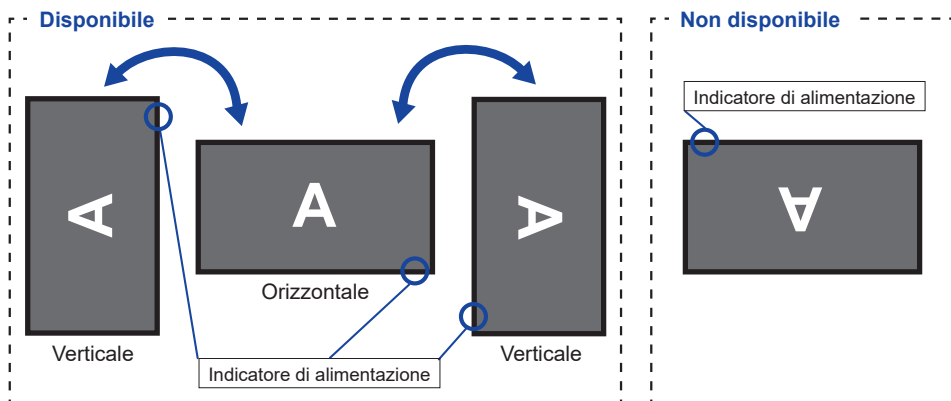 Disponibile
A
A
A
Orizzontale
Verticale
Verticale
Indicatore di alimentazione
Non disponibile
Indicatore di alimentazione
A